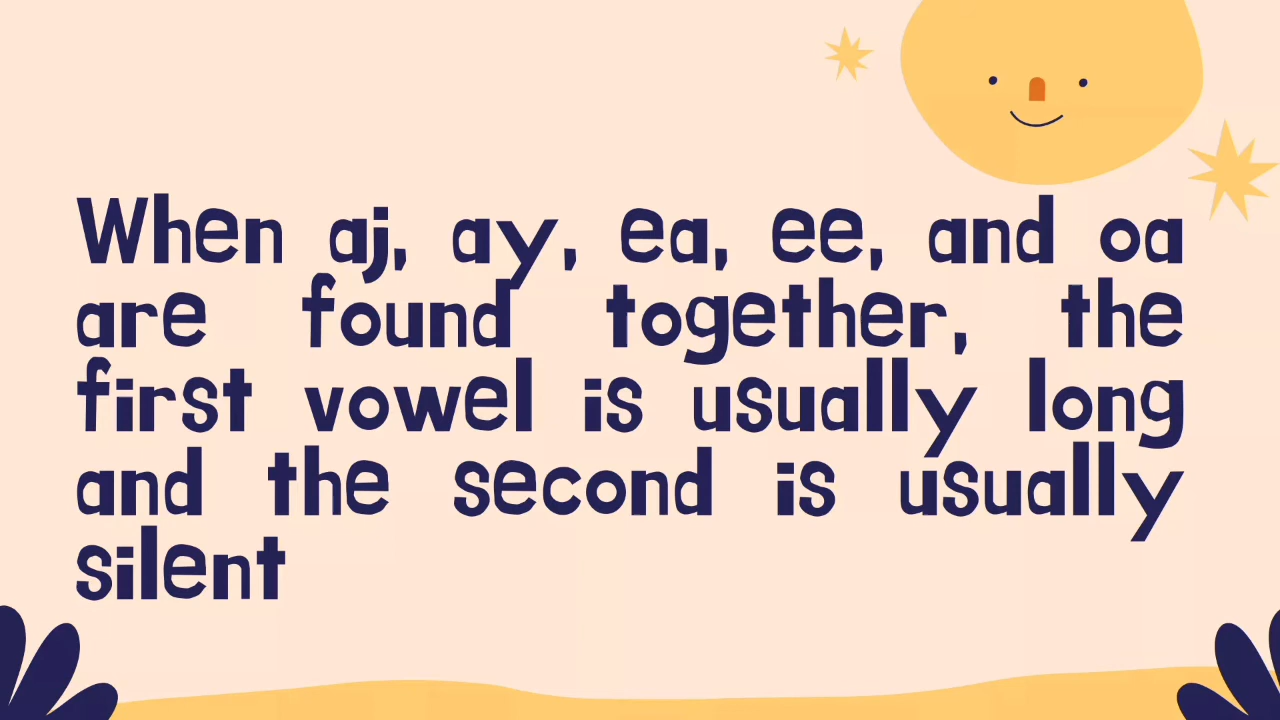 When aj, ay, ea, ee, and oa
are found together, the
first vowel is usually long
and the second is usually
silent